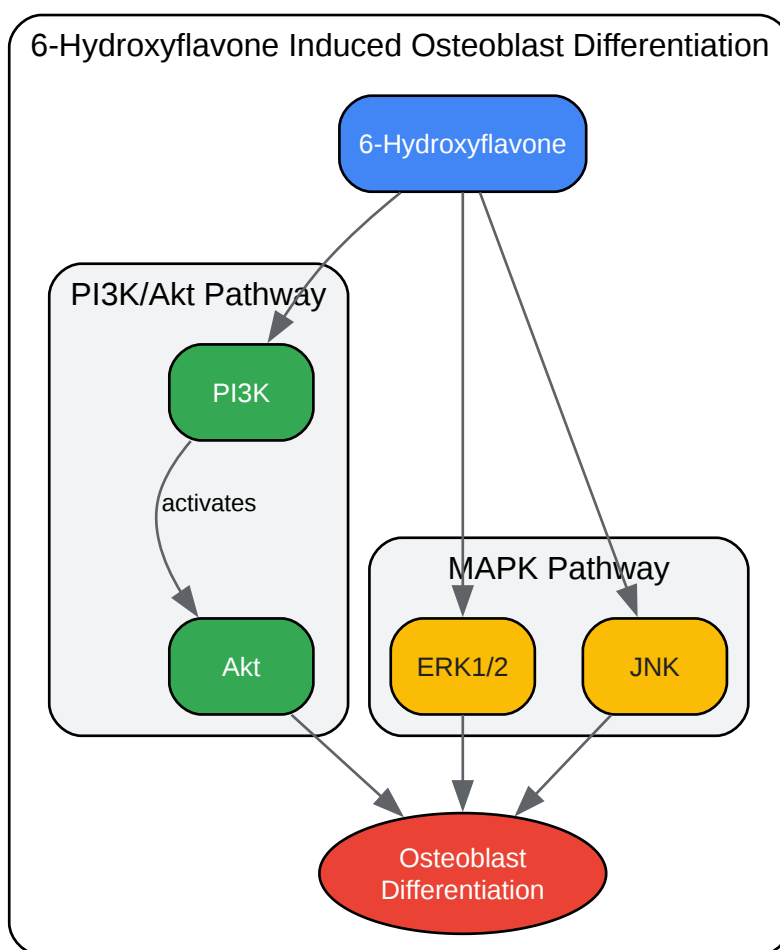 6-Hydroxyflavone Induced Osteoblast Differentiation
6-Hydroxyflavone
PI3K/Akt Pathway
PI3K
activates
MAPK Pathway
Akt
ERK1/2
JNK
Osteoblast
Differentiation